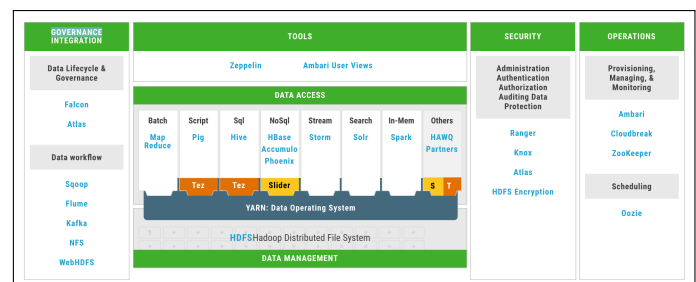 GOVERNANCE
INTEGRATION
Data Lifecycle &
Governance
Falcon
Atlas
Data workflow
Sqoop
Flume
Kafka
NFS
WebHDFS
TOOLS
Zeppelin
Ambari User Views
DATA ACCESS
Batch
Map
Reduce
Script
Pig
Sql
Hive
NoSql
HBase
Accumulo
Phoenix
Stream
Storm
Search
Solr
In-Mem
Spark
Others
HAWQ
Partners
Tez
Tez
Slider
S
T
YARN: Data Operating System
1
HDFSHadoop Distributed File System
DATA MANAGEMENT
SECURITY
Administration
Authentication
Authorization
Auditing Data
Protection
Ranger
Knox
Atlas
HDFS Encryption
OPERATIONS
Provisioning,
Managing, &
Monitoring
Ambari
Cloudbreak
ZooKeeper
Scheduling
Oozie